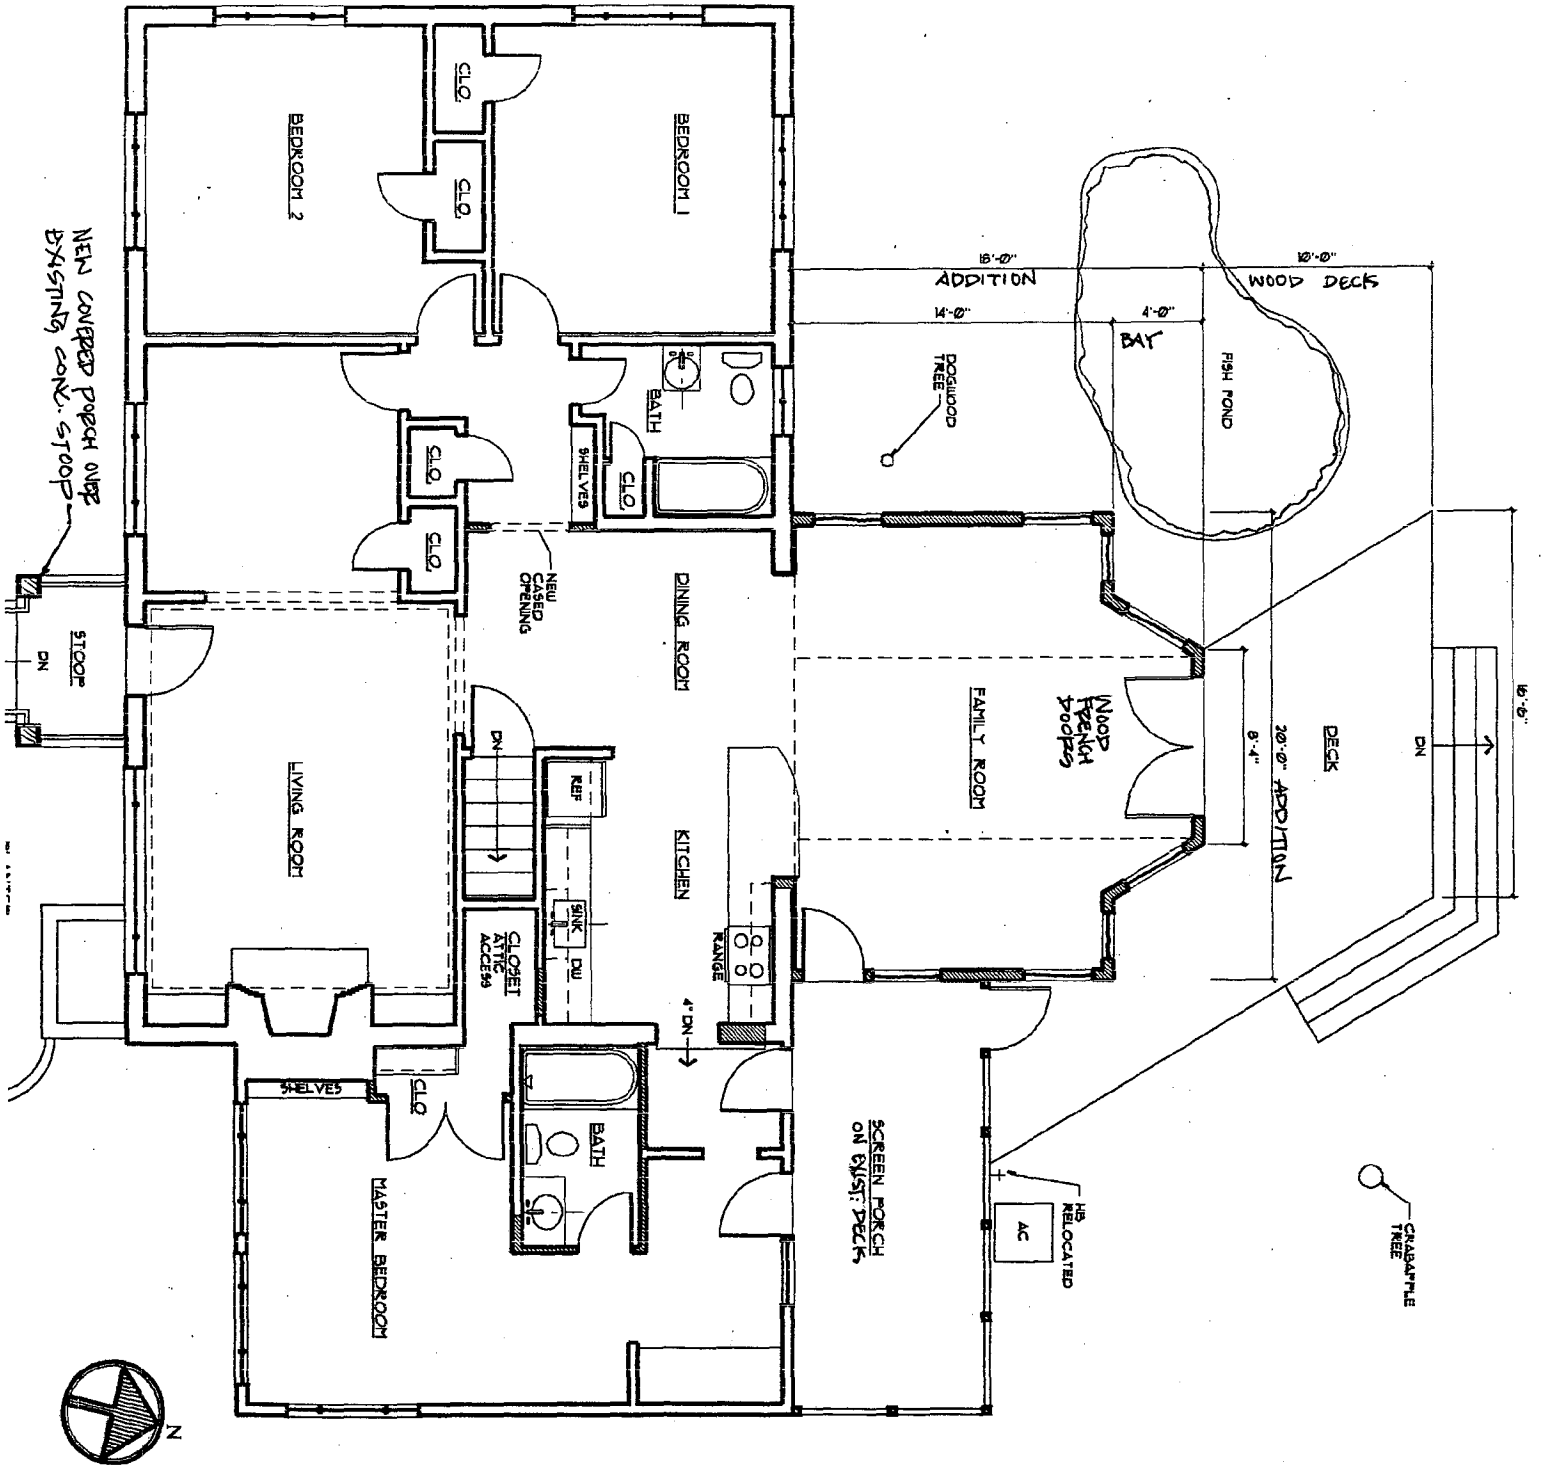 CLO.
BEDROOM 2
CLO.
BEDROOM 1
18'-0"
ADDITION
10'-0"
WOOD DECK
14'-0"
4'-0"
BAY
FISH POND
DOGWOOD
TREE
NEW COVERED PORCH OVER
EXISTING CONC. STOOP
BATH
CLO.
SHELVES
CLO.
CLO.
NEW
CASED
OPENING
DINING ROOM
STOOP
DN
FAMILY ROOM
WOOD
FRENCH
DOORS
8'-4"
20'-0" ADDITION
DECK
DN
16'-6"
DN
REF
LIVING ROOM
KITCHEN
SINK
DW
RANGE
CLOSET
ATTIC
ACCESS
4" DN
CLO.
SHELVES
BATH
MASTER BEDROOM
SCREEN PORCH
ON EXIST. DECK
HB
RELOCATED
AC
CRABAPPLE
TREE
N